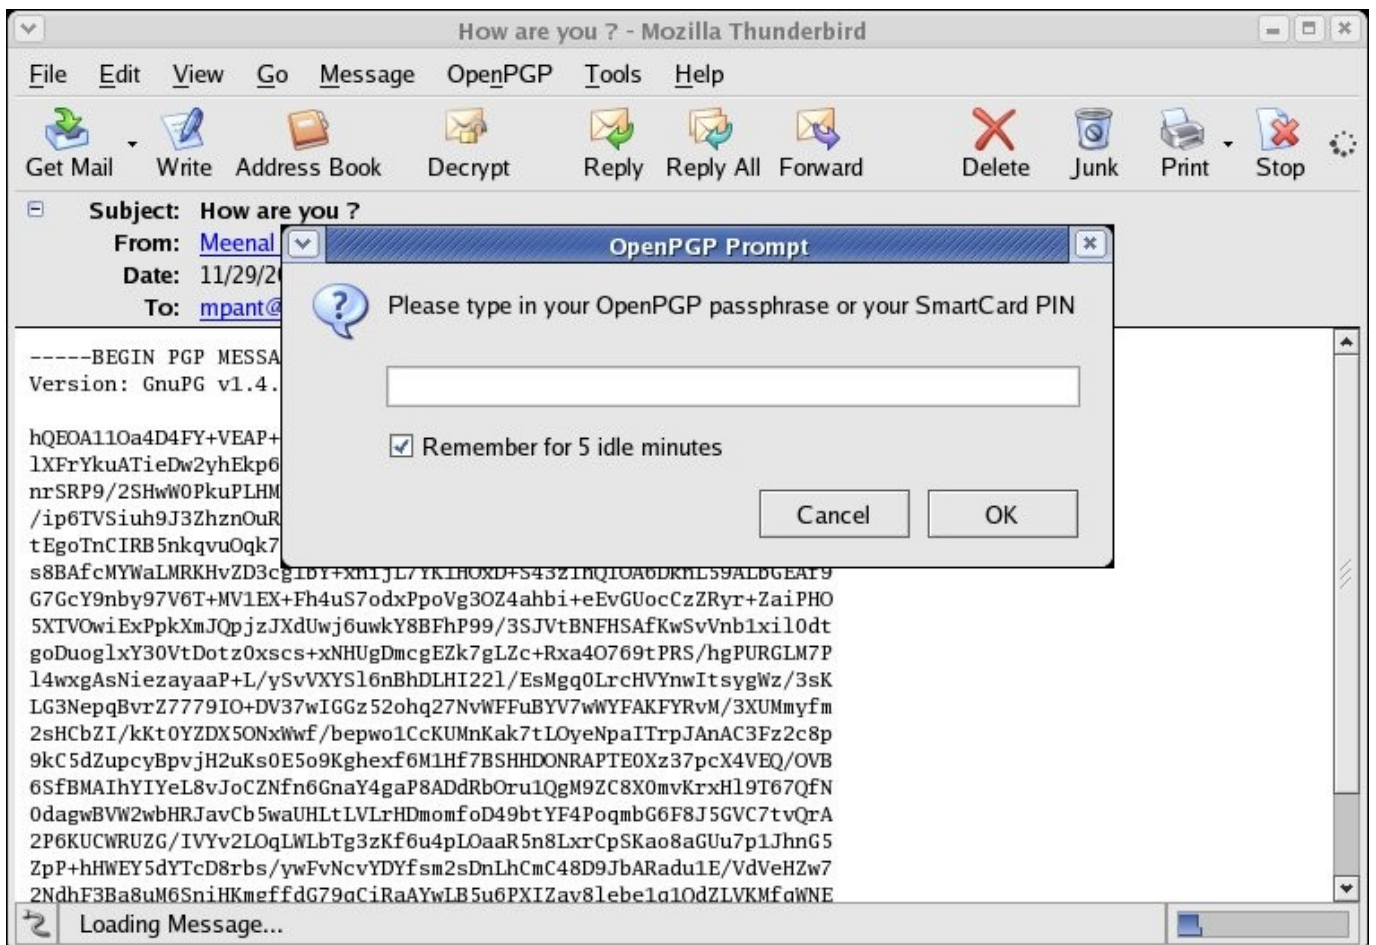 How are you ? - Mozilla Thunderbird
File Edit View Go Message OpenPGP Tools Help
Get Mail Write Address Book Decrypt Reply Reply All Forward Delete Junk Print Stop
Subject: How are you ?
From: Meenal
Date: 11/29/20
To: mpant@
OpenPGP Prompt
Please type in your OpenPGP passphrase or your SmartCard PIN
Remember for 5 idle minutes
Cancel OK
-----BEGIN PGP MESSA
Version: GnuPG v1.4.
hQEOA11Oa4D4FY+VEAP+
lXFrYkuATieDw2yhEkp6
nrSRP9/2SHwW0PkuPLHM
/ip6TVSiuh9J3ZhznOuR
tEgoTnCIRB5nkqvuOqk7
G7GcY9nby97V6T+MV1EX+Fh4uS7odxPpoVg3OZ4ahbi+eEvGUocCzZRyr+ZaiPHO
5XTVOwiExPpkXmJQpjzJXdUwj6uwkY8BFhP99/3SJVtBNFHSAfKwSvVnb1xil0dt
goDuoglxY30VtDotz0xscs+xNHUgDmcgEZk7gLZc+Rxa4O769tPRS/hgPURGLM7P
l4wxgAsNiezayaaP+L/ySvVXYSl6nBhDLHI22l/EsMgq0LrcHVYnwItsygWz/3sK
LG3NepqBvrZ7779IO+DV37wIGGz52ohq27NvWFFuBYV7wWYFAKFYRvM/3XUMmyfm
2sHCbZI/kKt0YZDX5ONxWwf/bepwo1CcKUMnKak7tLOyeNpaITrpJAnAC3Fz2c8p
9kC5dZupcyBpvjH2uKs0E5o9Kghexf6M1Hf7BSHHDONRAPTE0Xz37pcX4VEQ/OVB
6SfBMAIhYIYeL8vJoCZNfn6GnaY4gaP8ADdRbOru1QgM9ZC8X0mvKrxHl9T67QfN
0dagwBVW2wbHRJavCb5waUHLtLVLrHDmomfoD49btYF4PoqmbG6F8J5GVC7tvQrA
2P6KUCWRUZG/IVYv2LOqLWLbTg3zKf6u4pLOaaR5n8LxrCpSKao8aGUu7p1JhnG5
ZpP+hHWEY5dYTcD8rbs/ywFvNcvYDYfsm2sDnLhCmC48D9JbARadu1E/VdVeHZw7
2NdhF3Ba8uM6SniHKmgffdG79qCiRaAYwLB5u6PXIZav8lebe1q1OdZLVKMfqWNE
Loading Message...